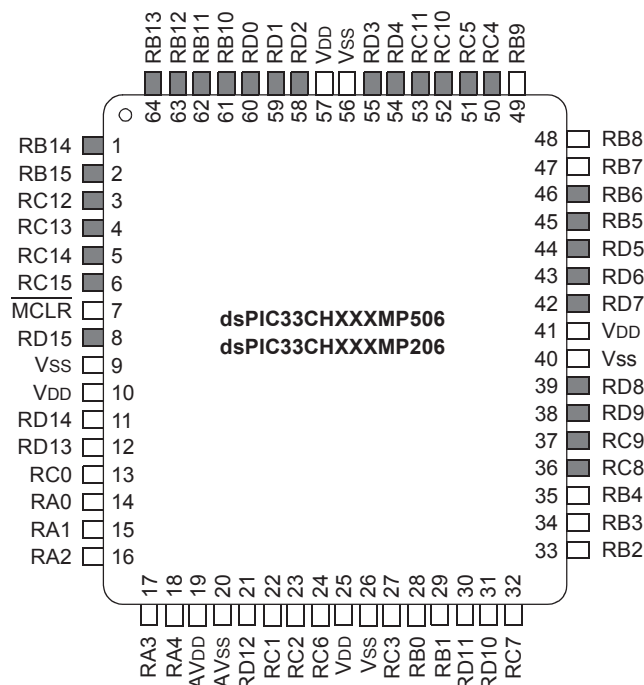 RB13 RB12 RB11 RB10 RD0 RD1 RD2 VDD VSS RD3 RD4 RC11 RC10 RC5 RC4 RB9
64 63 62 61 60 59 58 57 56 55 54 53 52 51 50 49
RB14 1
RB15 2
RC12 3
RC13 4
RC14 5
RC15 6
MCLR 7
RD15 8
VSS 9
VDD 10
RD14 11
RD13 12
RC0 13
RA0 14
RA1 15
RA2 16
dsPIC33CHXXXMP506
dsPIC33CHXXXMP206
48 RB8
47 RB7
46 RB6
45 RB5
44 RD5
43 RD6
42 RD7
41 VDD
40 Vss
39 RD8
38 RD9
37 RC9
36 RC8
35 RB4
34 RB3
33 RB2
17 18 19 20 21 22 23 24 25 26 27 28 29 30 31 32
RA3 RA4 AVDD AVSS RD12 RC1 RC2 RC6 VDD VSS RC3 RB0 RB1 RD11 RD10 RC7